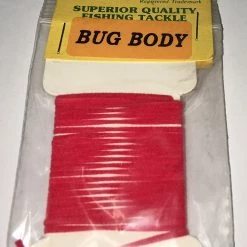 Registered Trademark
SUPERIOR QUALITY
FISHING TACKLE
BUG BODY